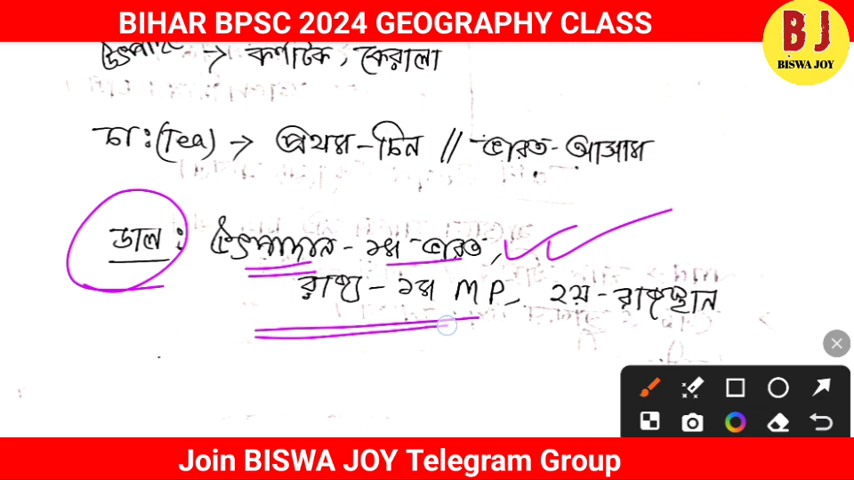 BIHAR BPSC 2024 GEOGRAPHY CLASS
BJ
BISWA JOY
উৎপাদ → কর্ণাটক, কেরালা
চা:(Tea) → প্রথম-চিন // ভারত-আসাম
ডাল: উৎপাদন - ১ম ভারত,
রাজ্য - ১ম MP, ২য়-রাজস্থান
Join BISWA JOY Telegram Group